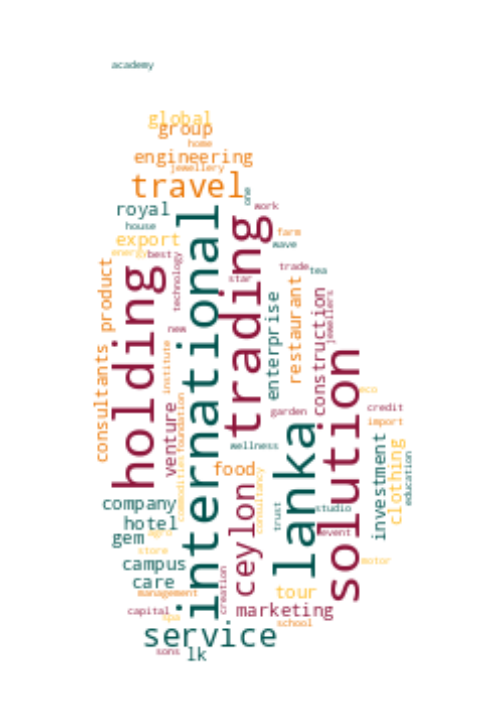 academy
global
group
home
engineering
jewellery
travel
one
royal
work
house
farm
export
wave
energy
best
trade
tea
technology
star
product
holding
international
trading
enterprise
restaurant
construction
jewellers
new
institute
consultants
venture
foundation
solution
eco
garden
credit
import
lanka
wellness
investment
clothing
education
food
consultancy
company
ceylon
trust
studio
hotel
agro
event
gem
store
campus
motor
care
management
creation
tour
capital
marketing
spa
school
service
sons
lk